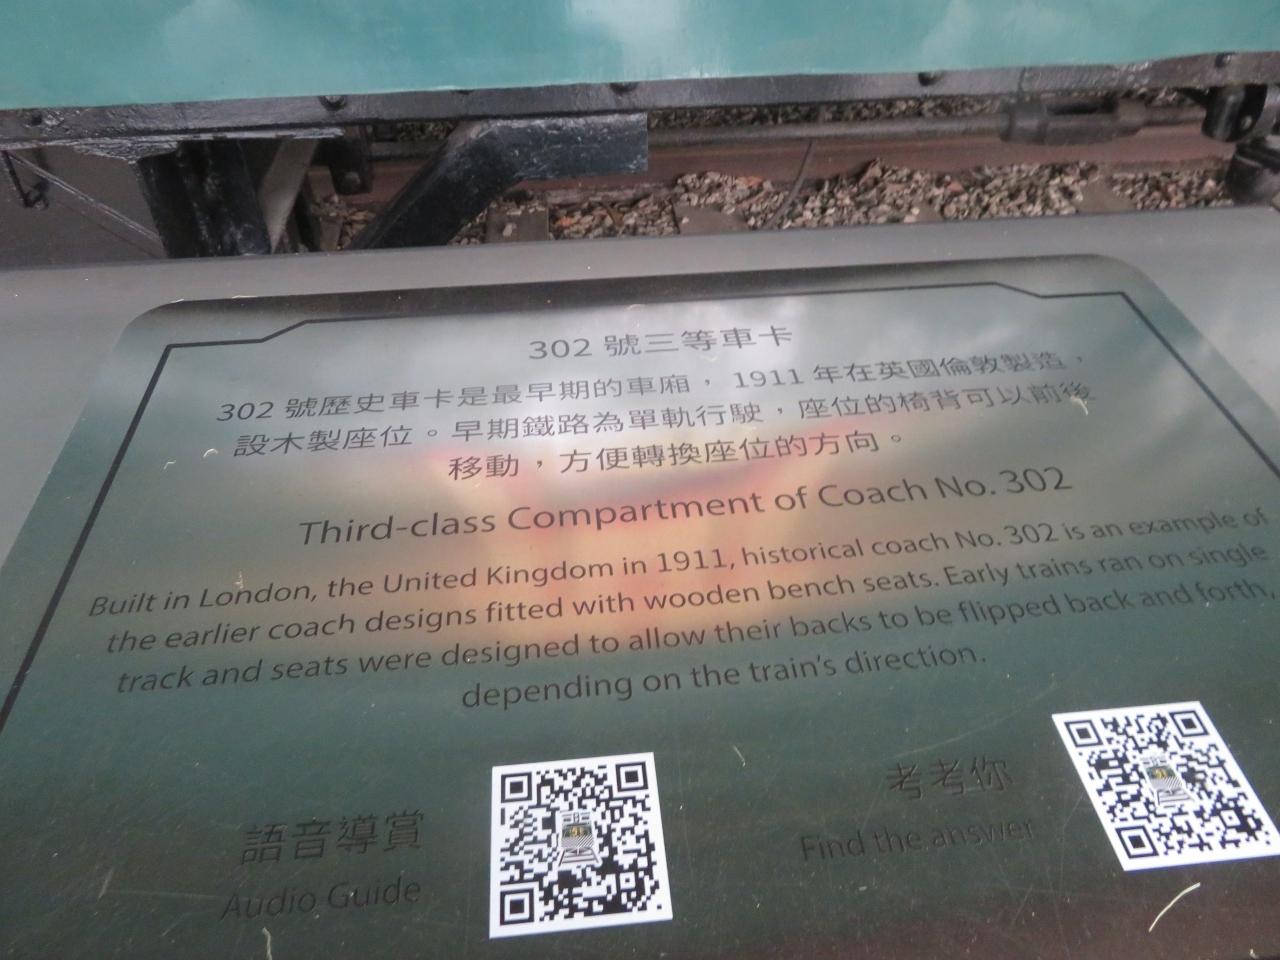 302 號三等車卡
302 號歷史車卡是最早期的車廂，1911 年在英國倫敦製造，
設木製座位。早期鐵路為單軌行駛，座位的椅背可以前後
移動，方便轉換座位的方向。
Third-class Compartment of Coach No. 302
Built in London, the United Kingdom in 1911, historical coach No. 302 is an example of
the earlier coach designs fitted with wooden bench seats. Early trains ran on single
track and seats were designed to allow their backs to be flipped back and forth,
depending on the train's direction.
語音導賞
Audio Guide
考考你
Find the answer